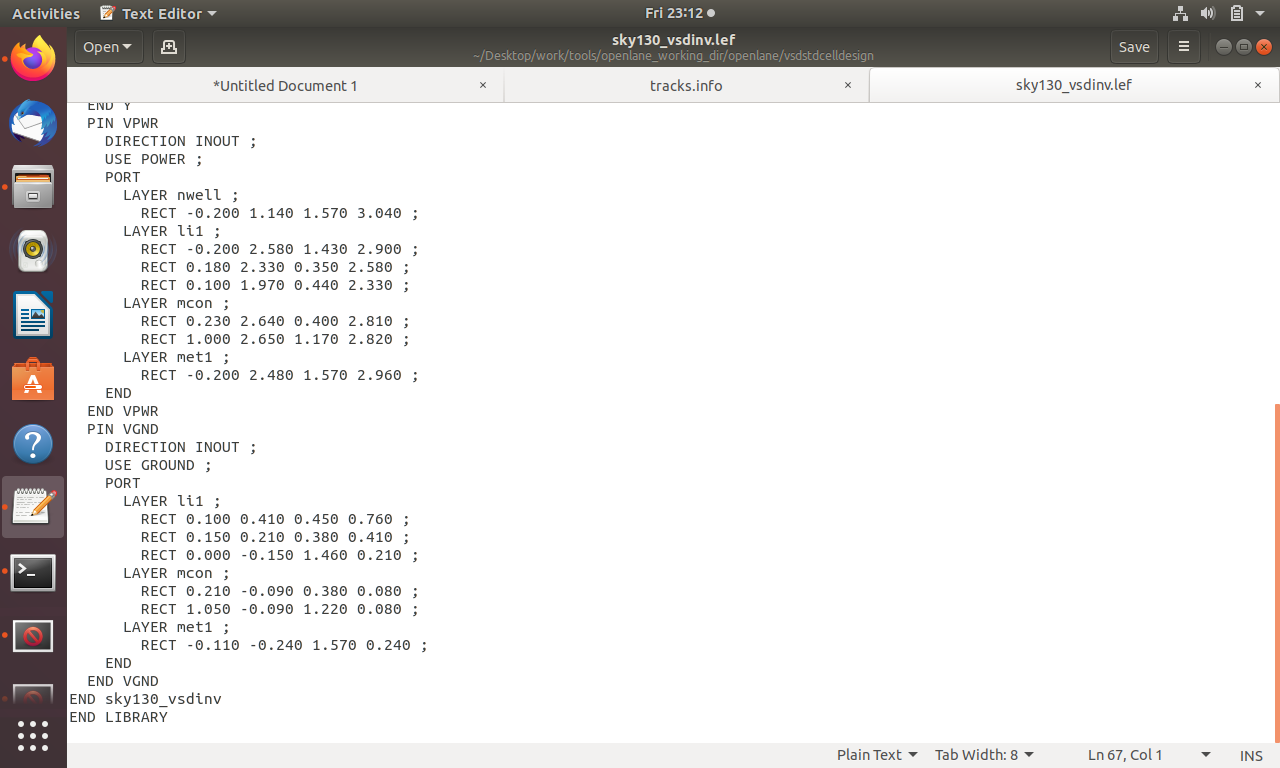 Activities Text Editor Fri 23:12
Open sky130_vsdinv.lef Save
~/Desktop/work/tools/openlane_working_dir/openlane/vsdstdcelldesign
*Untitled Document 1 × tracks.info × sky130_vsdinv.lef ×
END Y
PIN VPWR
DIRECTION INOUT ;
USE POWER ;
PORT
LAYER nwell ;
RECT -0.200 1.140 1.570 3.040 ;
LAYER li1 ;
RECT -0.200 2.580 1.430 2.900 ;
RECT 0.180 2.330 0.350 2.580 ;
RECT 0.100 1.970 0.440 2.330 ;
LAYER mcon ;
RECT 0.230 2.640 0.400 2.810 ;
RECT 1.000 2.650 1.170 2.820 ;
LAYER met1 ;
RECT -0.200 2.480 1.570 2.960 ;
END
END VPWR
PIN VGND
DIRECTION INOUT ;
USE GROUND ;
PORT
LAYER li1 ;
RECT 0.100 0.410 0.450 0.760 ;
RECT 0.150 0.210 0.380 0.410 ;
RECT 0.000 -0.150 1.460 0.210 ;
LAYER mcon ;
RECT 0.210 -0.090 0.380 0.080 ;
RECT 1.050 -0.090 1.220 0.080 ;
LAYER met1 ;
RECT -0.110 -0.240 1.570 0.240 ;
END
END VGND
END sky130_vsdinv
END LIBRARY
Plain Text Tab Width: 8 Ln 67, Col 1 INS